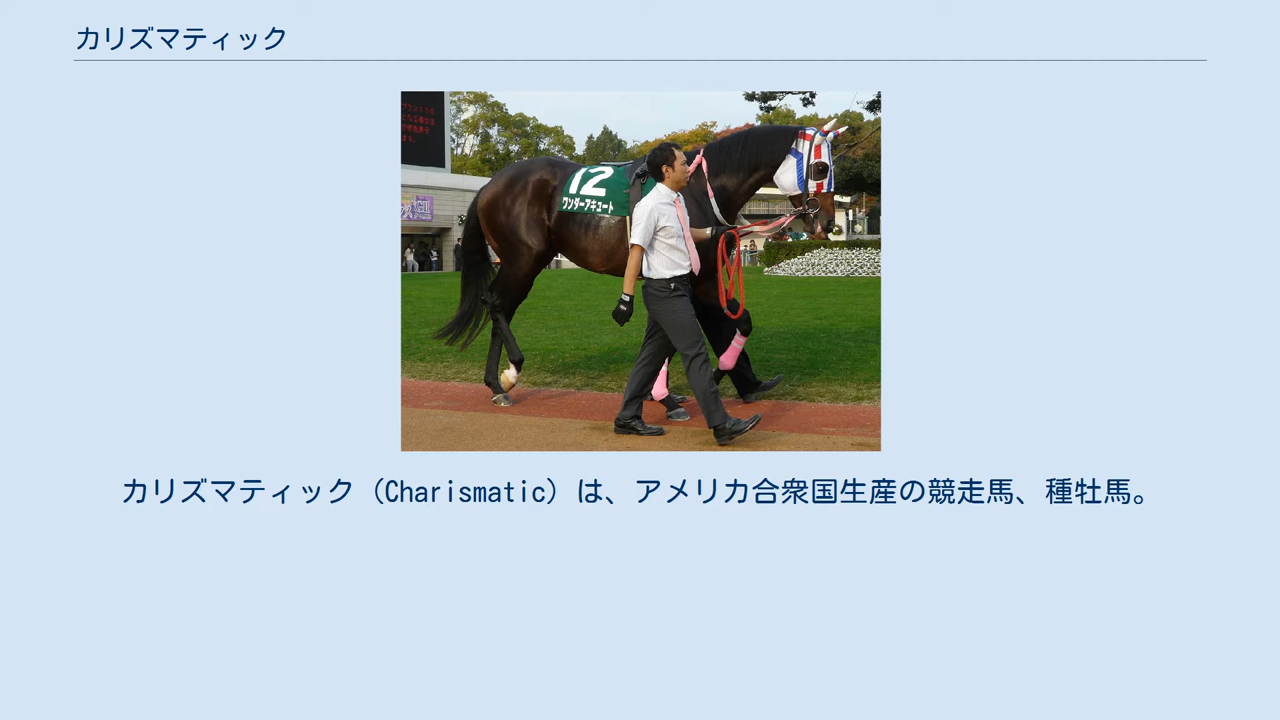 カリズマティック
12
ワンダーアキュート
カリズマティック（Charismatic）は、アメリカ合衆国生産の競走馬、種牡馬。